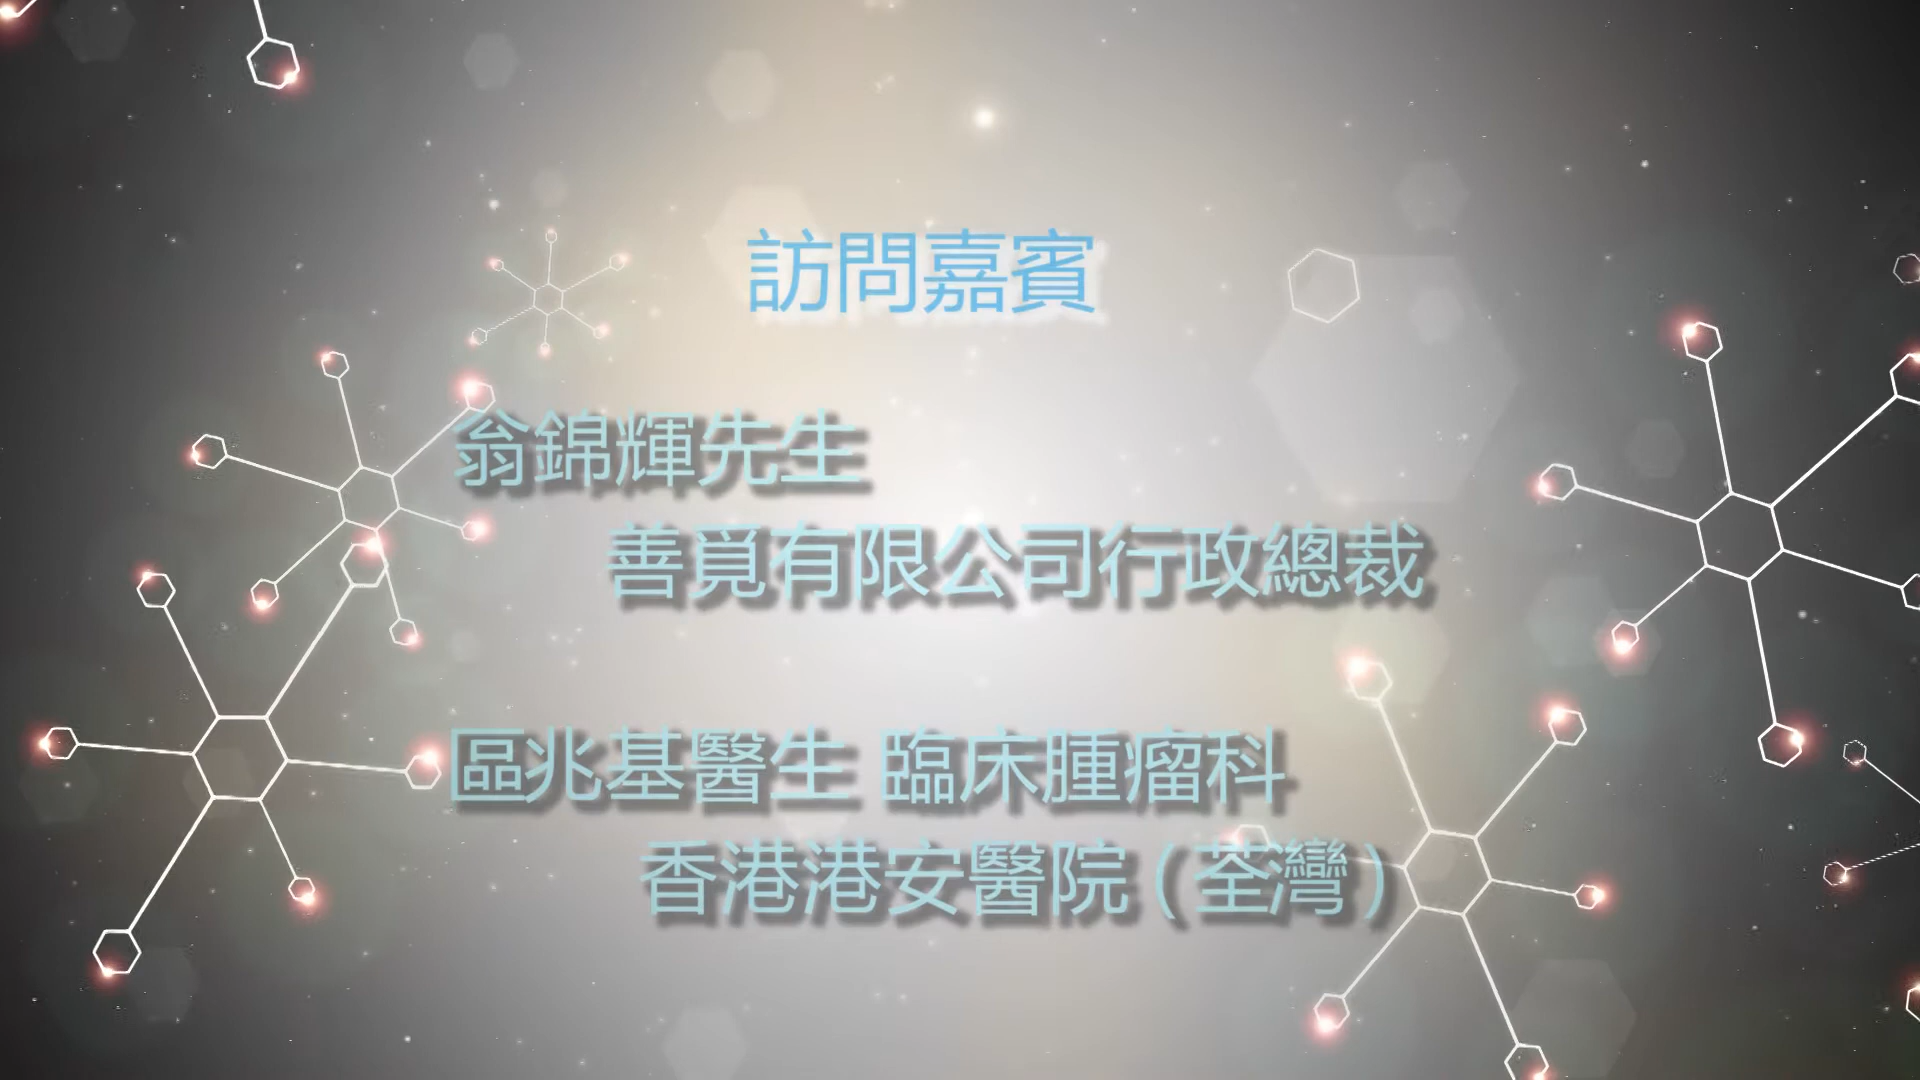 訪問嘉賓
翁錦輝先生
善覓有限公司行政總裁
區兆基醫生 臨床腫瘤科
香港港安醫院（荃灣）